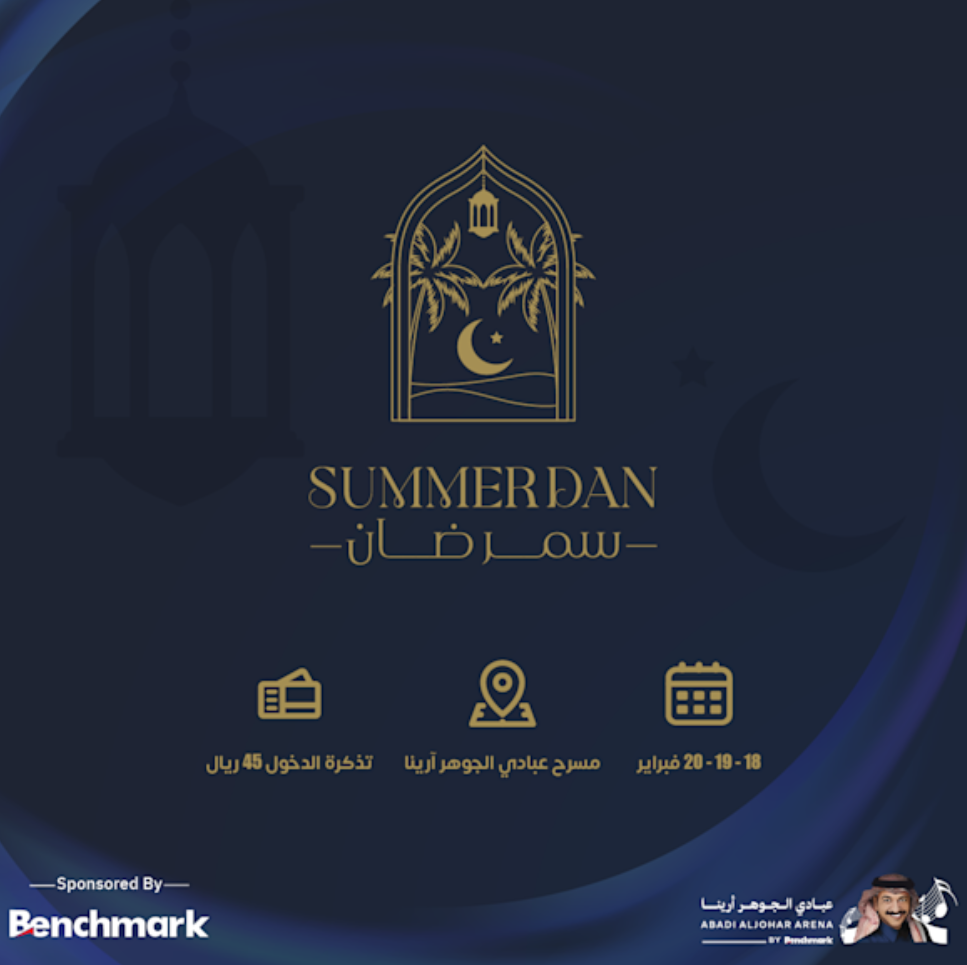 SUMMERDAN
سمرضان
18 - 19 - 20 فبراير
مسرح عبادي الجوهر آرينا
تذكرة الدخول 45 ريال
Sponsored By
Benchmark
عبادي الجوهر أرينا
ABADI ALJOHAR ARENA
BY Benchmark